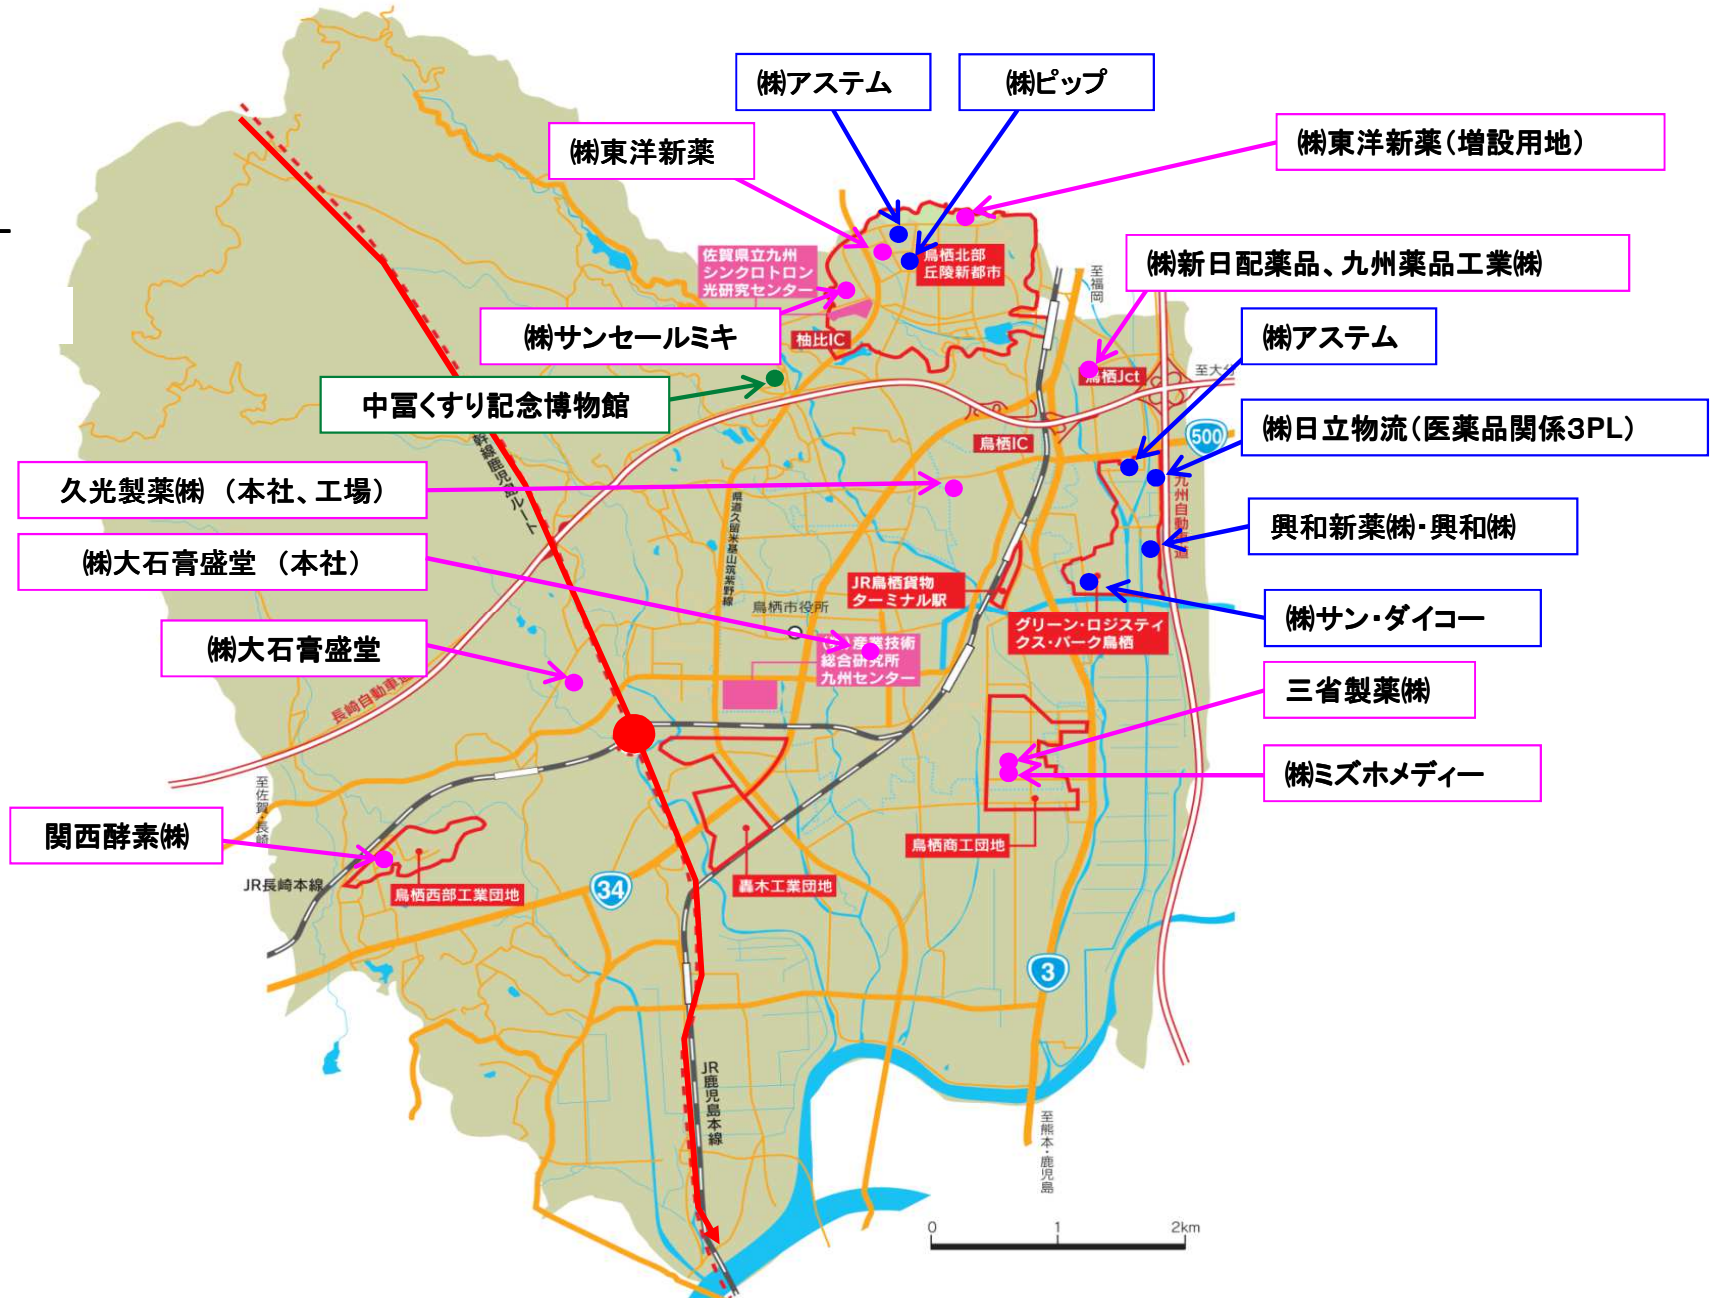 ㈱アステム
㈱ピップ
㈱東洋新薬
㈱東洋新薬（増設用地）
佐賀県立九州
シンクロトロン
光研究センター
鳥栖北部
丘陵新都市
至福岡
㈱新日配薬品、九州薬品工業㈱
㈱サンセールミキ
柚比IC
㈱アステム
鳥栖Jct
至大分
中冨くすり記念博物館
鳥栖IC
500
㈱日立物流（医薬品関係3PL）
幹線鹿児島ルート
久光製薬㈱　（本社、工場）
県道久留米基山筑紫野線
九州自動車道
興和新薬㈱・興和㈱
㈱大石膏盛堂　（本社）
JR鳥栖貨物
ターミナル駅
鳥栖市役所
㈱サン・ダイコー
グリーン・ロジスティ
クス・パーク鳥栖
㈱大石膏盛堂
産業技術
総合研究所
九州センター
長崎自動車道
三省製薬㈱
㈱ミズホメディー
至佐賀・長崎
関西酵素㈱
鳥栖商工団地
JR長崎本線
鳥栖西部工業団地
34
轟木工業団地
3
JR鹿児島本線
至熊本・鹿児島
0 1 2km